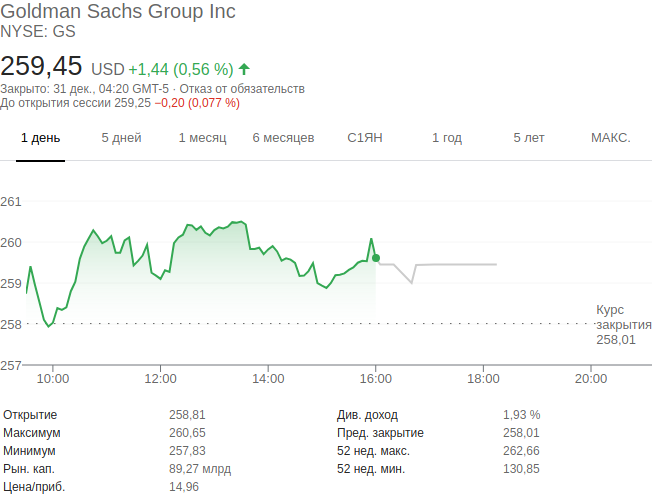 Goldman Sachs Group Inc
NYSE: GS
259,45 USD +1,44 (0,56 %)
Закрыто: 31 дек., 04:20 GMT-5 · Отказ от обязательств
До открытия сессии 259,25 −0,20 (0,077 %)
1 день 5 дней 1 месяц 6 месяцев С1ЯН 1 год 5 лет МАКС.
261
260
259
258
257
Курс
закрытия
258,01
10:00 12:00 14:00 16:00 18:00 20:00
Открытие 258,81 Див. доход 1,93 %
Максимум 260,65 Пред. закрытие 258,01
Минимум 257,83 52 нед. макс. 262,66
Рын. кап. 89,27 млрд 52 нед. мин. 130,85
Цена/приб. 14,96